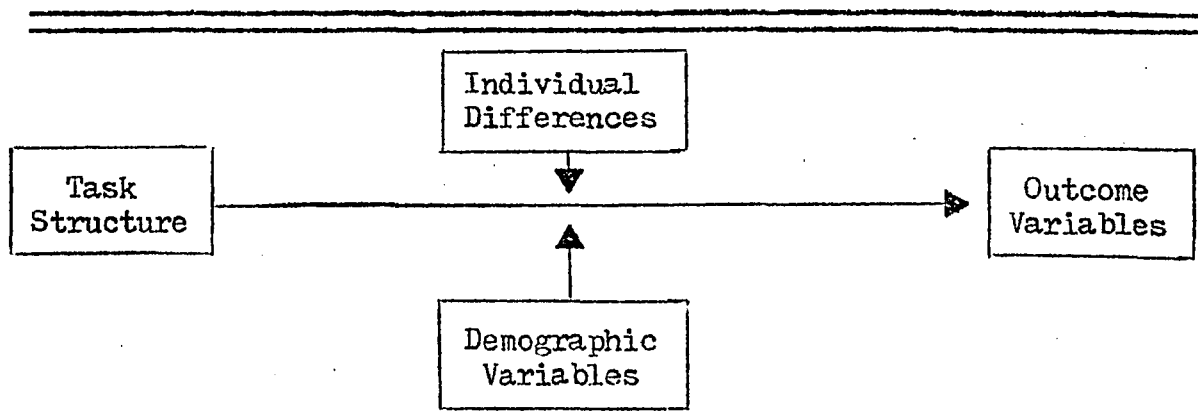 Individual
Differences
Task
Structure
Outcome
Variables
Demographic
Variables